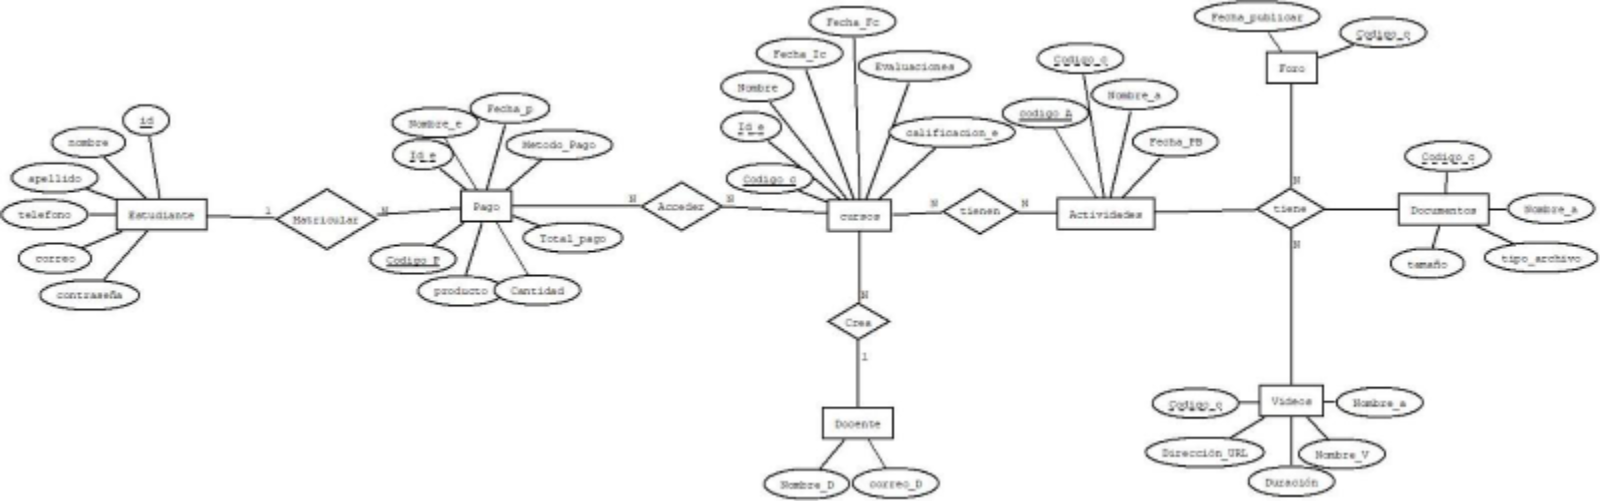 Fecha_Fc
Fecha_publicar
Codigo_c
Fecha_Ic
Evaluaciones
Codigo_c
Foro
Nombre
Nombre_a
id
Nombre_e
Fecha_p
codigo_A
Id_e
calificacion_e
nombre
Metodo_Pago
Fecha_PB
Id_e
Codigo_c
apellido
Codigo_c
N
telefono
Estudiante
1
Matricular
N
Pago
N
Acceder
N
cursos
N
tienen
N
Actividades
tiene
Documentos
Nombre_a
Total_pago
N
correo
Codigo_P
tamaño
tipo_archivo
contraseña
producto
Cantidad
N
Crea
1
Codigo_c
Videos
Nombre_a
Docente
Dirección_URL
Nombre_V
Nombre_D
correo_D
Duración